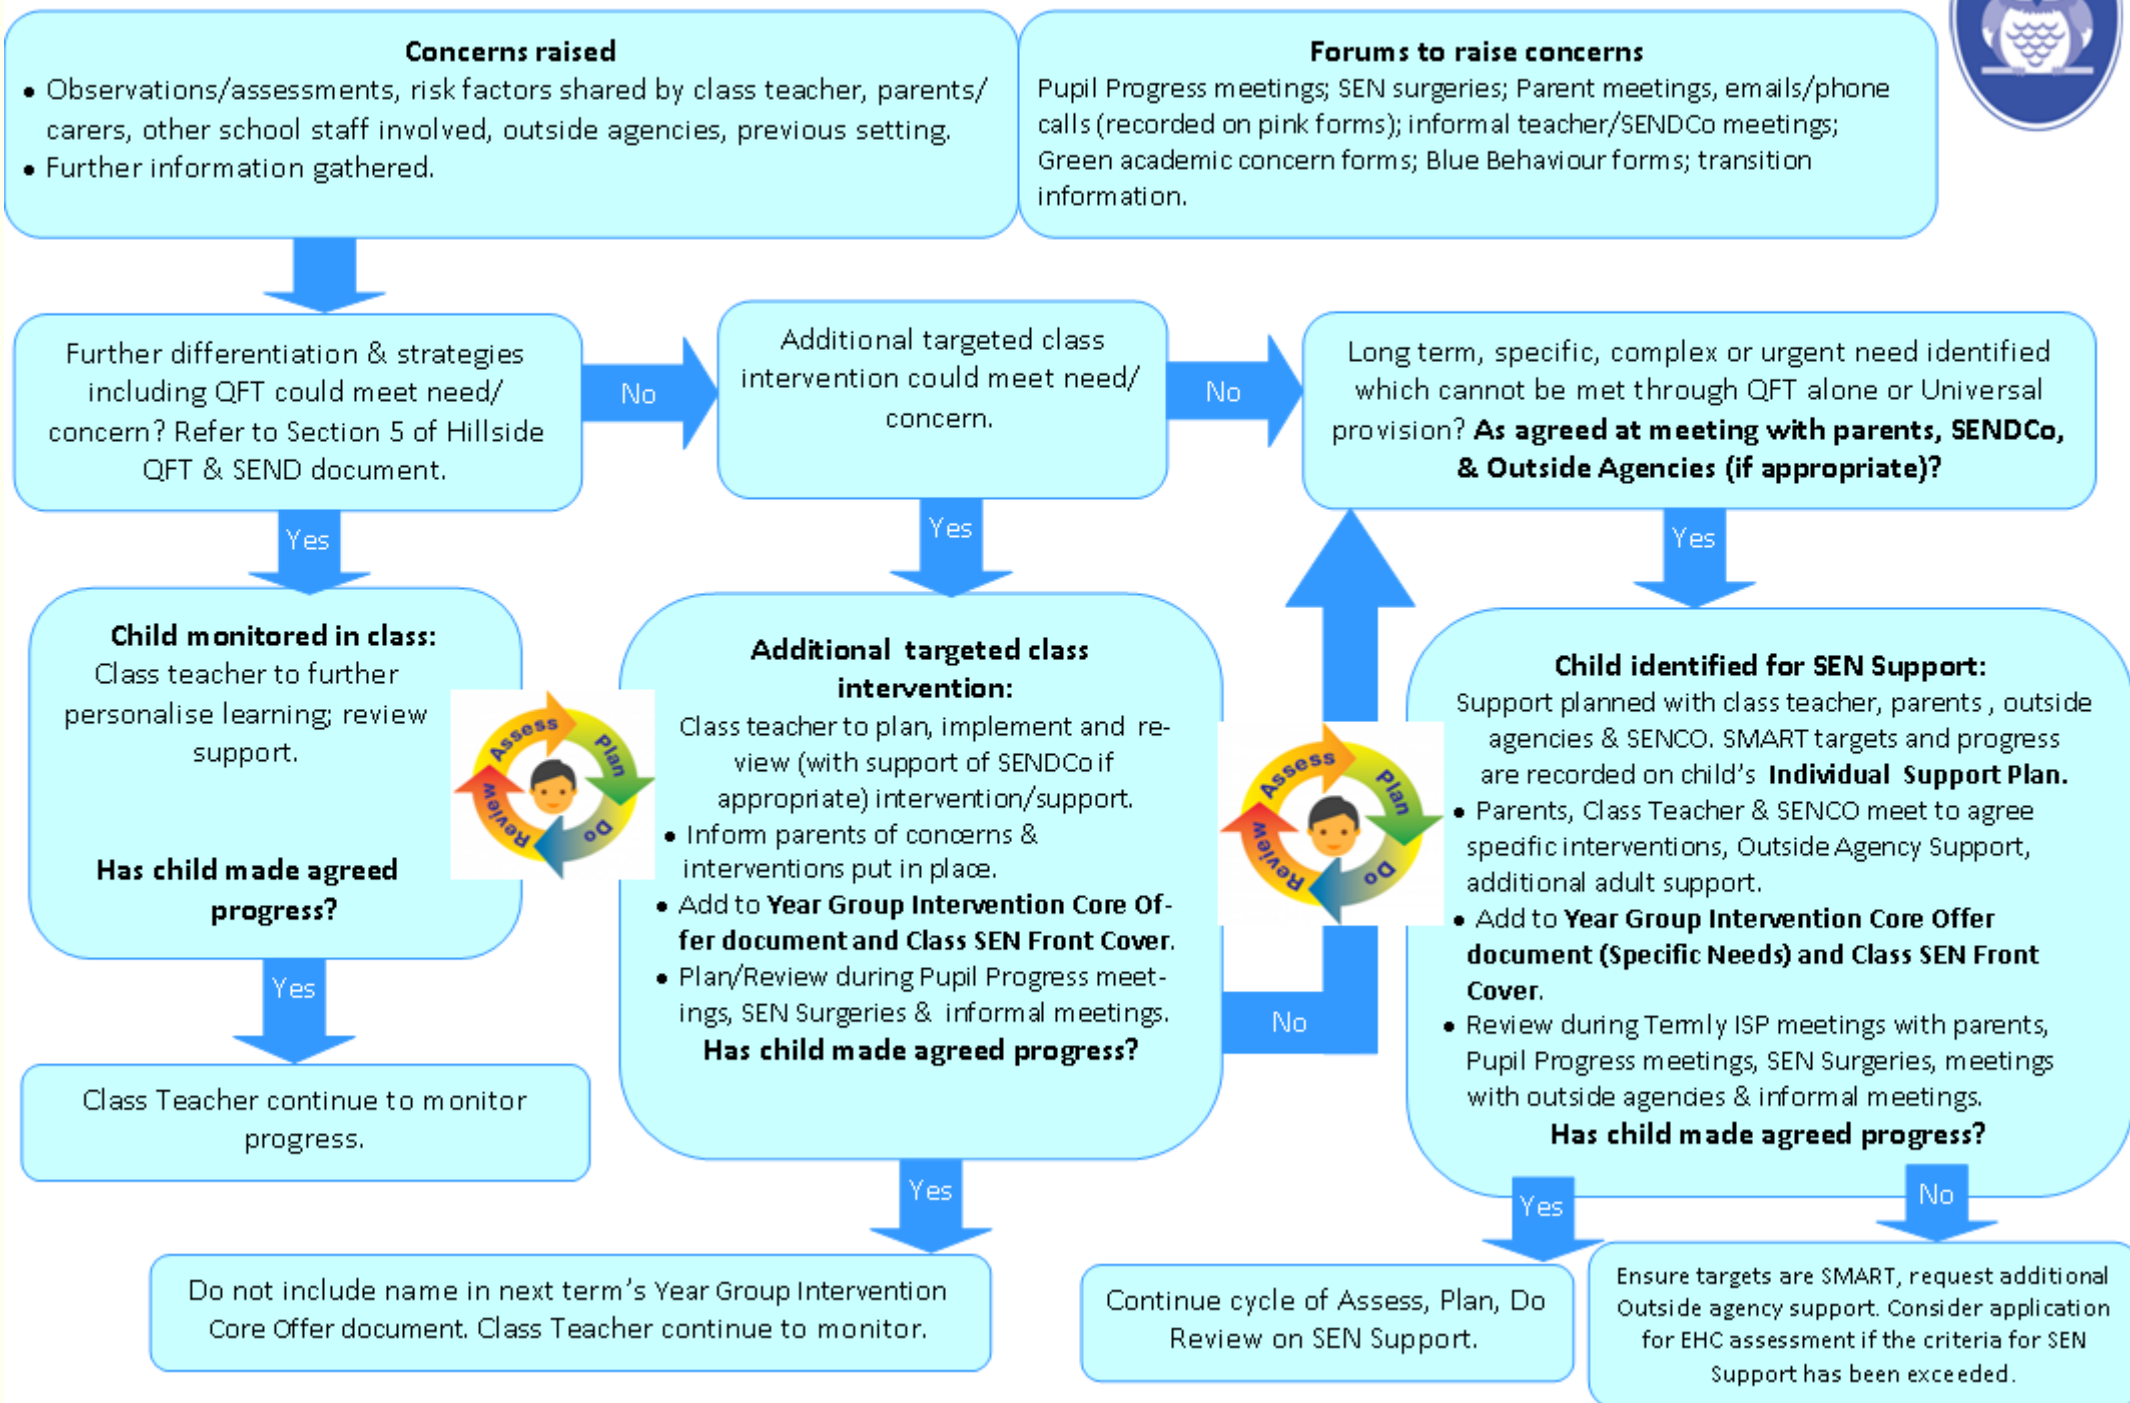 Concerns raised
• Observations/assessments, risk factors shared by class teacher, parents/
carers, other school staff involved, outside agencies, previous setting.
• Further information gathered.
Forums to raise concerns
Pupil Progress meetings; SEN surgeries; Parent meetings, emails/phone
calls (recorded on pink forms); informal teacher/SENDCo meetings;
Green academic concern forms; Blue Behaviour forms; transition
information.
Further differentiation & strategies
including QFT could meet need/
concern? Refer to Section 5 of Hillside
QFT & SEND document.
No
Additional targeted class
intervention could meet need/
concern.
No
Long term, specific, complex or urgent need identified
which cannot be met through QFT alone or Universal
provision? As agreed at meeting with parents, SENDCo,
& Outside Agencies (if appropriate)?
Yes
Yes
Yes
Child monitored in class:
Class teacher to further
personalise learning; review
support.
Has child made agreed
progress?
Assess
Plan
Do
Review
Additional targeted class
intervention:
Class teacher to plan, implement and re-
view (with support of SENDCo if
appropriate) intervention/support.
• Inform parents of concerns &
interventions put in place.
• Add to Year Group Intervention Core Of-
fer document and Class SEN Front Cover.
• Plan/Review during Pupil Progress meet-
ings, SEN Surgeries & informal meetings.
Has child made agreed progress?
Assess
Plan
Do
Review
No
Child identified for SEN Support:
Support planned with class teacher, parents , outside
agencies & SENCO. SMART targets and progress
are recorded on child's Individual Support Plan.
• Parents, Class Teacher & SENCO meet to agree
specific interventions, Outside Agency Support,
additional adult support.
• Add to Year Group Intervention Core Offer
document (Specific Needs) and Class SEN Front
Cover.
• Review during Termly ISP meetings with parents,
Pupil Progress meetings, SEN Surgeries, meetings
with outside agencies & informal meetings.
Has child made agreed progress?
Yes
Class Teacher continue to monitor
progress.
Yes
Do not include name in next term's Year Group Intervention
Core Offer document. Class Teacher continue to monitor.
Yes
Continue cycle of Assess, Plan, Do
Review on SEN Support.
No
Ensure targets are SMART, request additional
Outside agency support. Consider application
for EHC assessment if the criteria for SEN
Support has been exceeded.